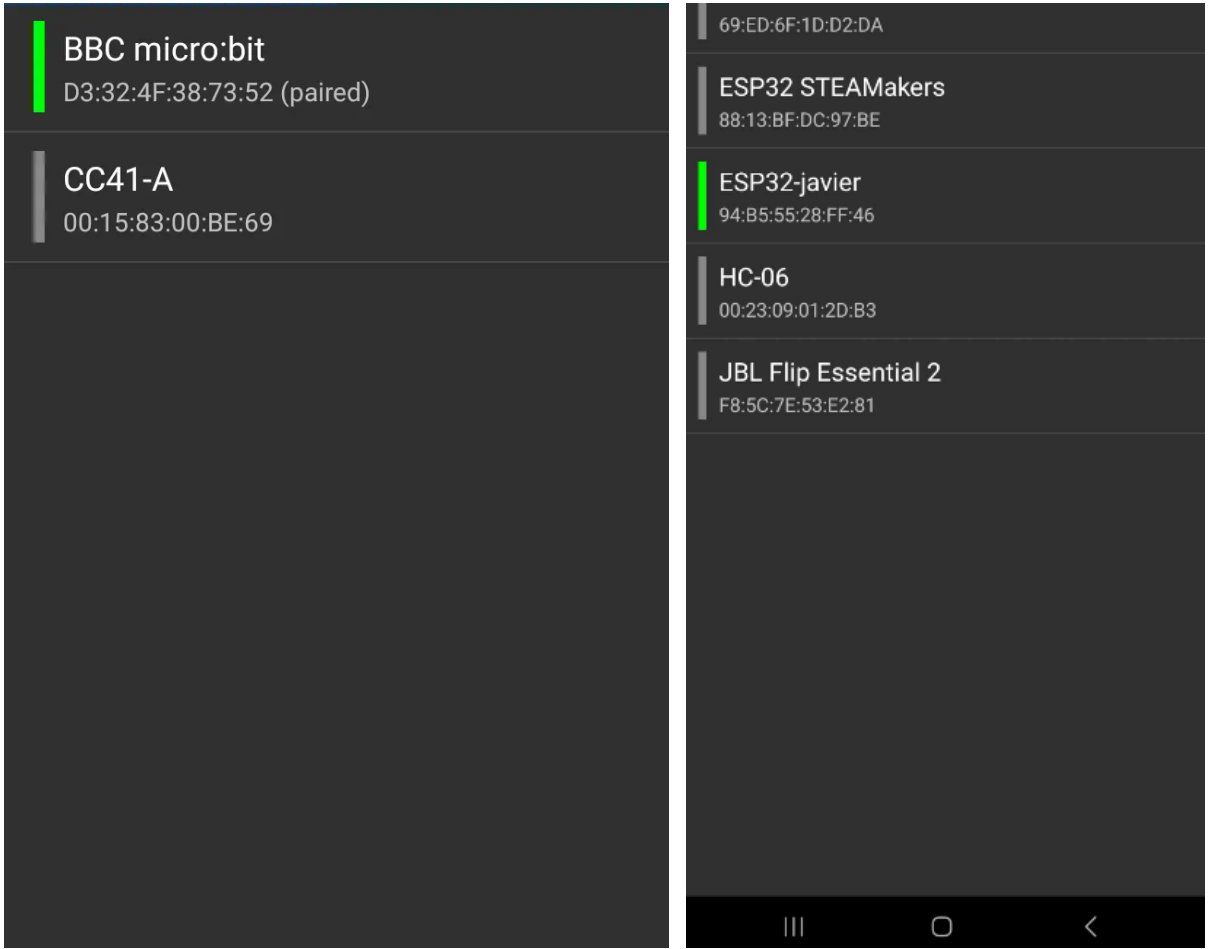 BBC micro:bit
D3:32:4F:38:73:52 (paired)
CC41-A
00:15:83:00:BE:69
69:ED:6F:1D:D2:DA
ESP32 STEAMakers
88:13:BF:DC:97:BE
ESP32-javier
94:B5:55:28:FF:46
HC-06
00:23:09:01:2D:B3
JBL Flip Essential 2
F8:5C:7E:53:E2:81